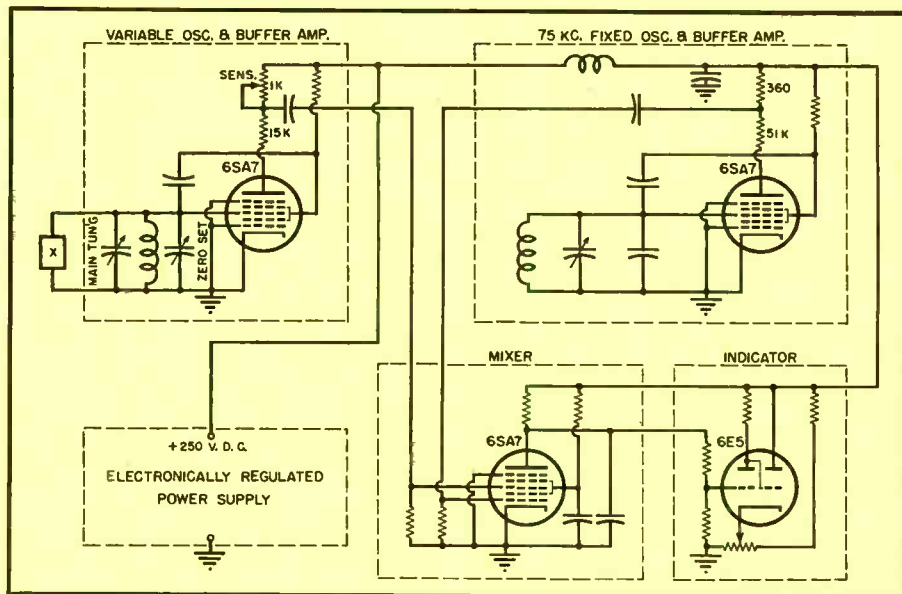 VARIABLE OSC. & BUFFER AMP.
75 KC. FIXED OSC. & BUFFER AMP.
SENS.
1K
15K
6SA7
360
51K
6SA7
X
MAIN TUN'G
ZERO SET
MIXER
INDICATOR
+250 V. D. C.
ELECTRONICALLY REGULATED
POWER SUPPLY
6SA7
6E5